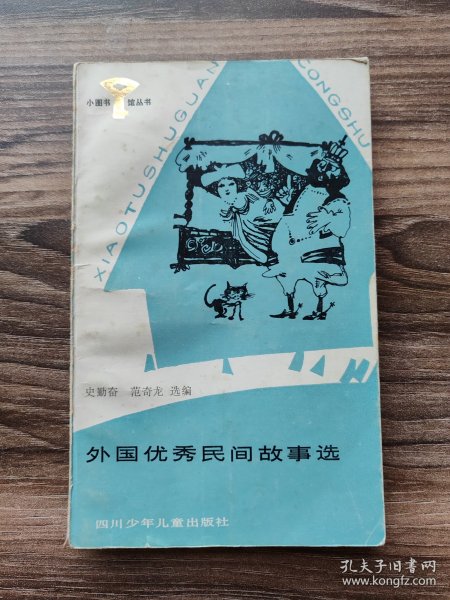 小图书馆丛书
XIAOTUSHUGUAN
CONGSHU
史勤奋 范奇龙 选编
外国优秀民间故事选
四川少年儿童出版社
孔夫子旧书网
www.kongfz.com